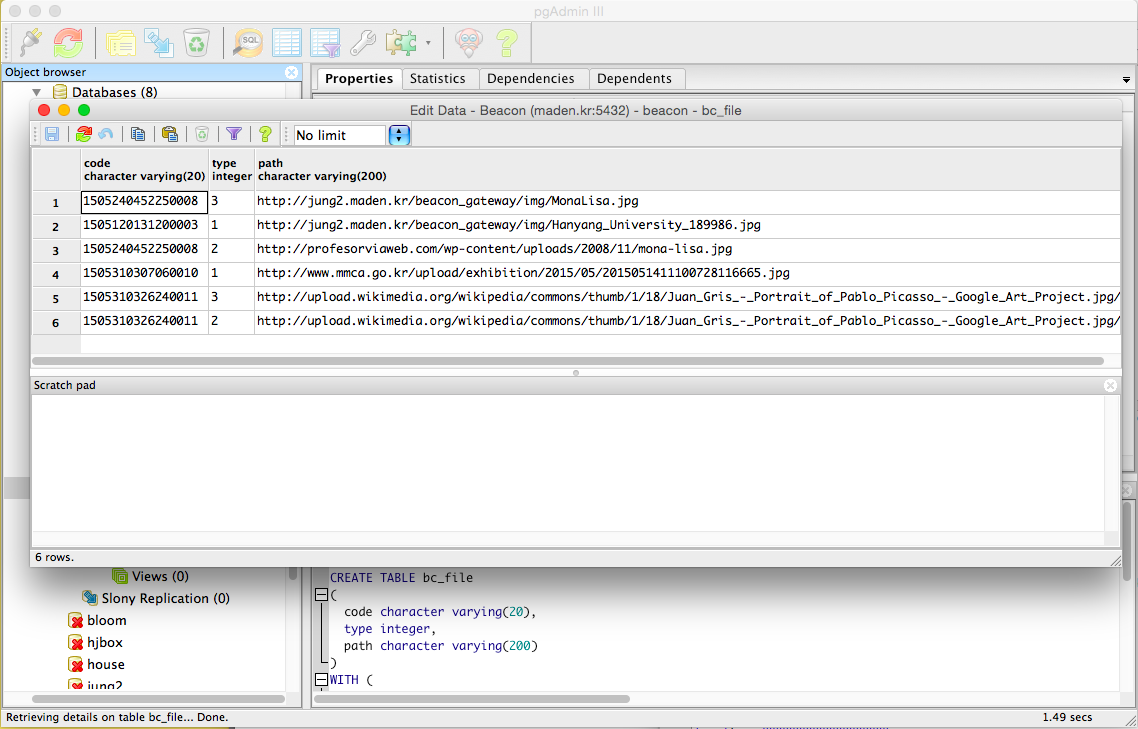 pgAdmin III
SQL
Object browser
Properties Statistics Dependencies Dependents
Databases (8)
Edit Data - Beacon (maden.kr:5432) - beacon - bc_file
No limit
code type path
character varying(20) integer character varying(200)
1 1505240452250008 3 http://jung2.maden.kr/beacon_gateway/img/MonaLisa.jpg
2 1505120131200003 1 http://jung2.maden.kr/beacon_gateway/img/Hanyang_University_189986.jpg
3 1505240452250008 2 http://profesorviaweb.com/wp-content/uploads/2008/11/mona-lisa.jpg
4 1505310307060010 1 http://www.mmca.go.kr/upload/exhibition/2015/05/2015051411100728116665.jpg
5 1505310326240011 3 http://upload.wikimedia.org/wikipedia/commons/thumb/1/18/Juan_Gris_-_Portrait_of_Pablo_Picasso_-_Google_Art_Project.jpg/
6 1505310326240011 2 http://upload.wikimedia.org/wikipedia/commons/thumb/1/18/Juan_Gris_-_Portrait_of_Pablo_Picasso_-_Google_Art_Project.jpg/
Scratch pad
6 rows.
Views (0)
Slony Replication (0)
bloom
hjbox
house
jung2
CREATE TABLE bc_file
(
code character varying(20),
type integer,
path character varying(200)
)
WITH (
Retrieving details on table bc_file... Done. 1.49 secs